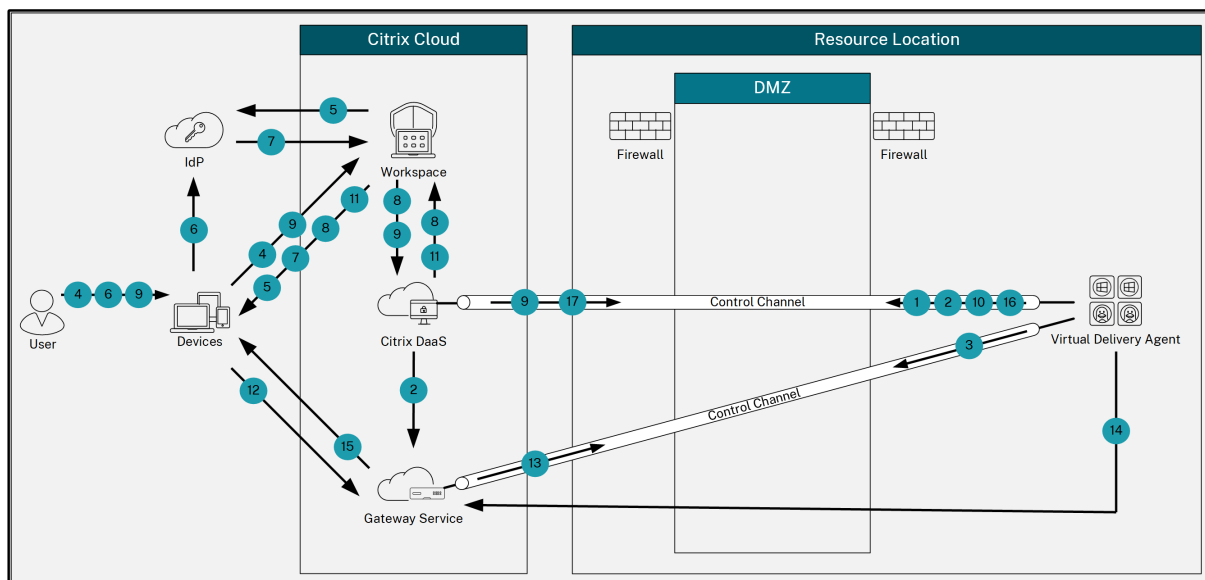 Citrix Cloud
Resource Location
DMZ
5
7
IdP
Workspace
Firewall
Firewall
6
9
4
11
8
7
5
8
9
8
11
4 6 9
User
Devices
Citrix DaaS
9 17
Control Channel
1 2 10 16
Virtual Delivery Agent
3
2
12
15
Control Channel
13
14
Gateway Service